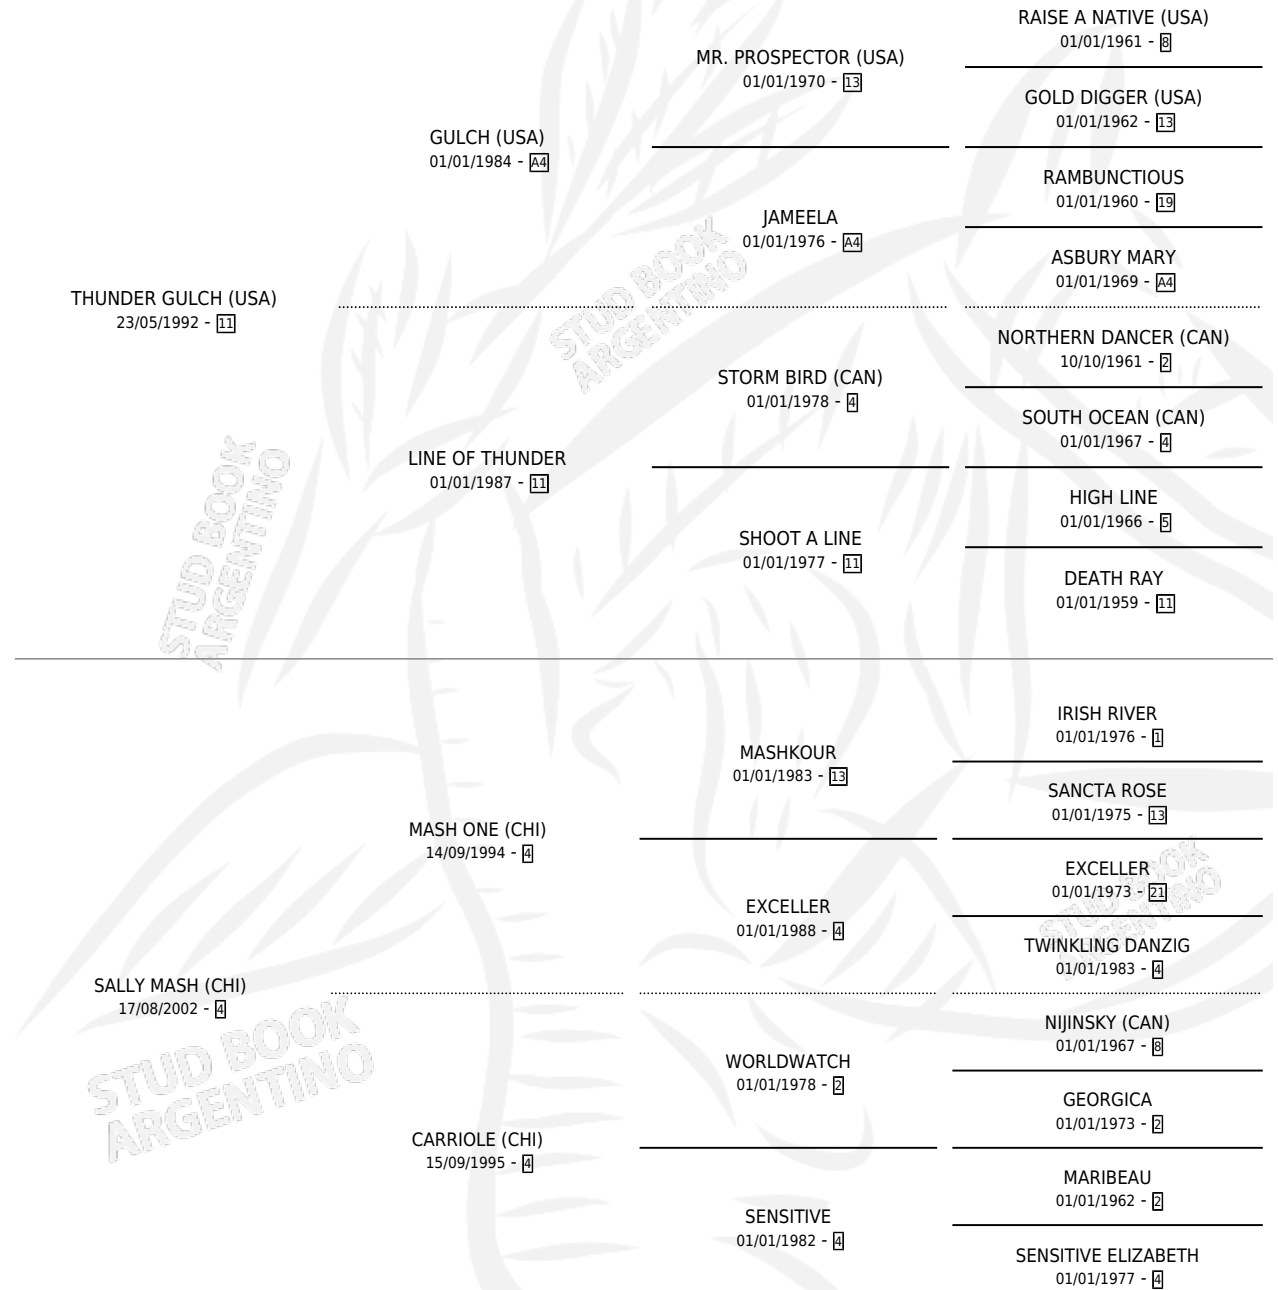 RAISE A NATIVE (USA)
01/01/1961 - 8
MR. PROSPECTOR (USA)
01/01/1970 - 13
GOLD DIGGER (USA)
01/01/1962 - 13
GULCH (USA)
01/01/1984 - A4
RAMBUNCTIOUS
01/01/1960 - 19
JAMEELA
01/01/1976 - A4
ASBURY MARY
01/01/1969 - A4
THUNDER GULCH (USA)
23/05/1992 - 11
NORTHERN DANCER (CAN)
10/10/1961 - 2
STORM BIRD (CAN)
01/01/1978 - 4
SOUTH OCEAN (CAN)
01/01/1967 - 4
LINE OF THUNDER
01/01/1987 - 11
HIGH LINE
01/01/1966 - 5
SHOOT A LINE
01/01/1977 - 11
DEATH RAY
01/01/1959 - 11
IRISH RIVER
01/01/1976 - 1
MASHKOUR
01/01/1983 - 13
SANCTA ROSE
01/01/1975 - 13
MASH ONE (CHI)
14/09/1994 - 4
EXCELLER
01/01/1973 - 21
EXCELLER
01/01/1988 - 4
TWINKLING DANZIG
01/01/1983 - 4
SALLY MASH (CHI)
17/08/2002 - 4
NIJINSKY (CAN)
01/01/1967 - 8
WORLDWATCH
01/01/1978 - 2
GEORGICA
01/01/1973 - 2
CARRIOLE (CHI)
15/09/1995 - 4
MARIBEAU
01/01/1962 - 2
SENSITIVE
01/01/1982 - 4
SENSITIVE ELIZABETH
01/01/1977 - 4
STUD BOOK
ARGENTINO
STUD BOOK
ARGENTINO
STUD BOOK
ARGENTINO
STUD BOOK
ARGENTINO